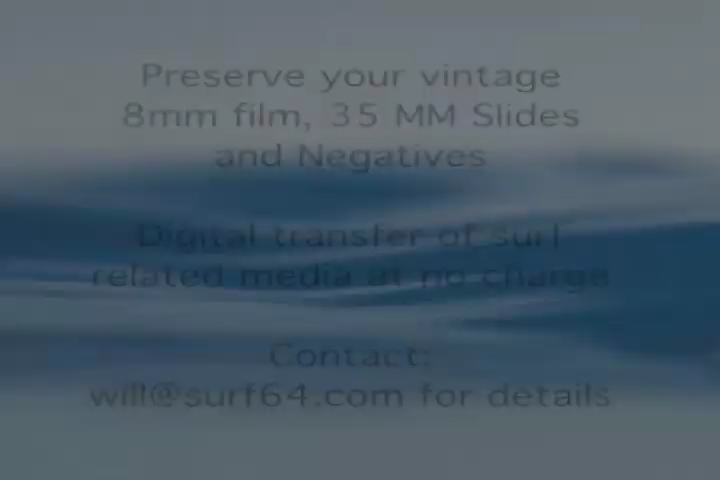 Preserve your vintage
8mm film, 35 MM Slides
and Negatives
Digital transfer of surf
related media at no charge
Contact:
will@surf64.com for details